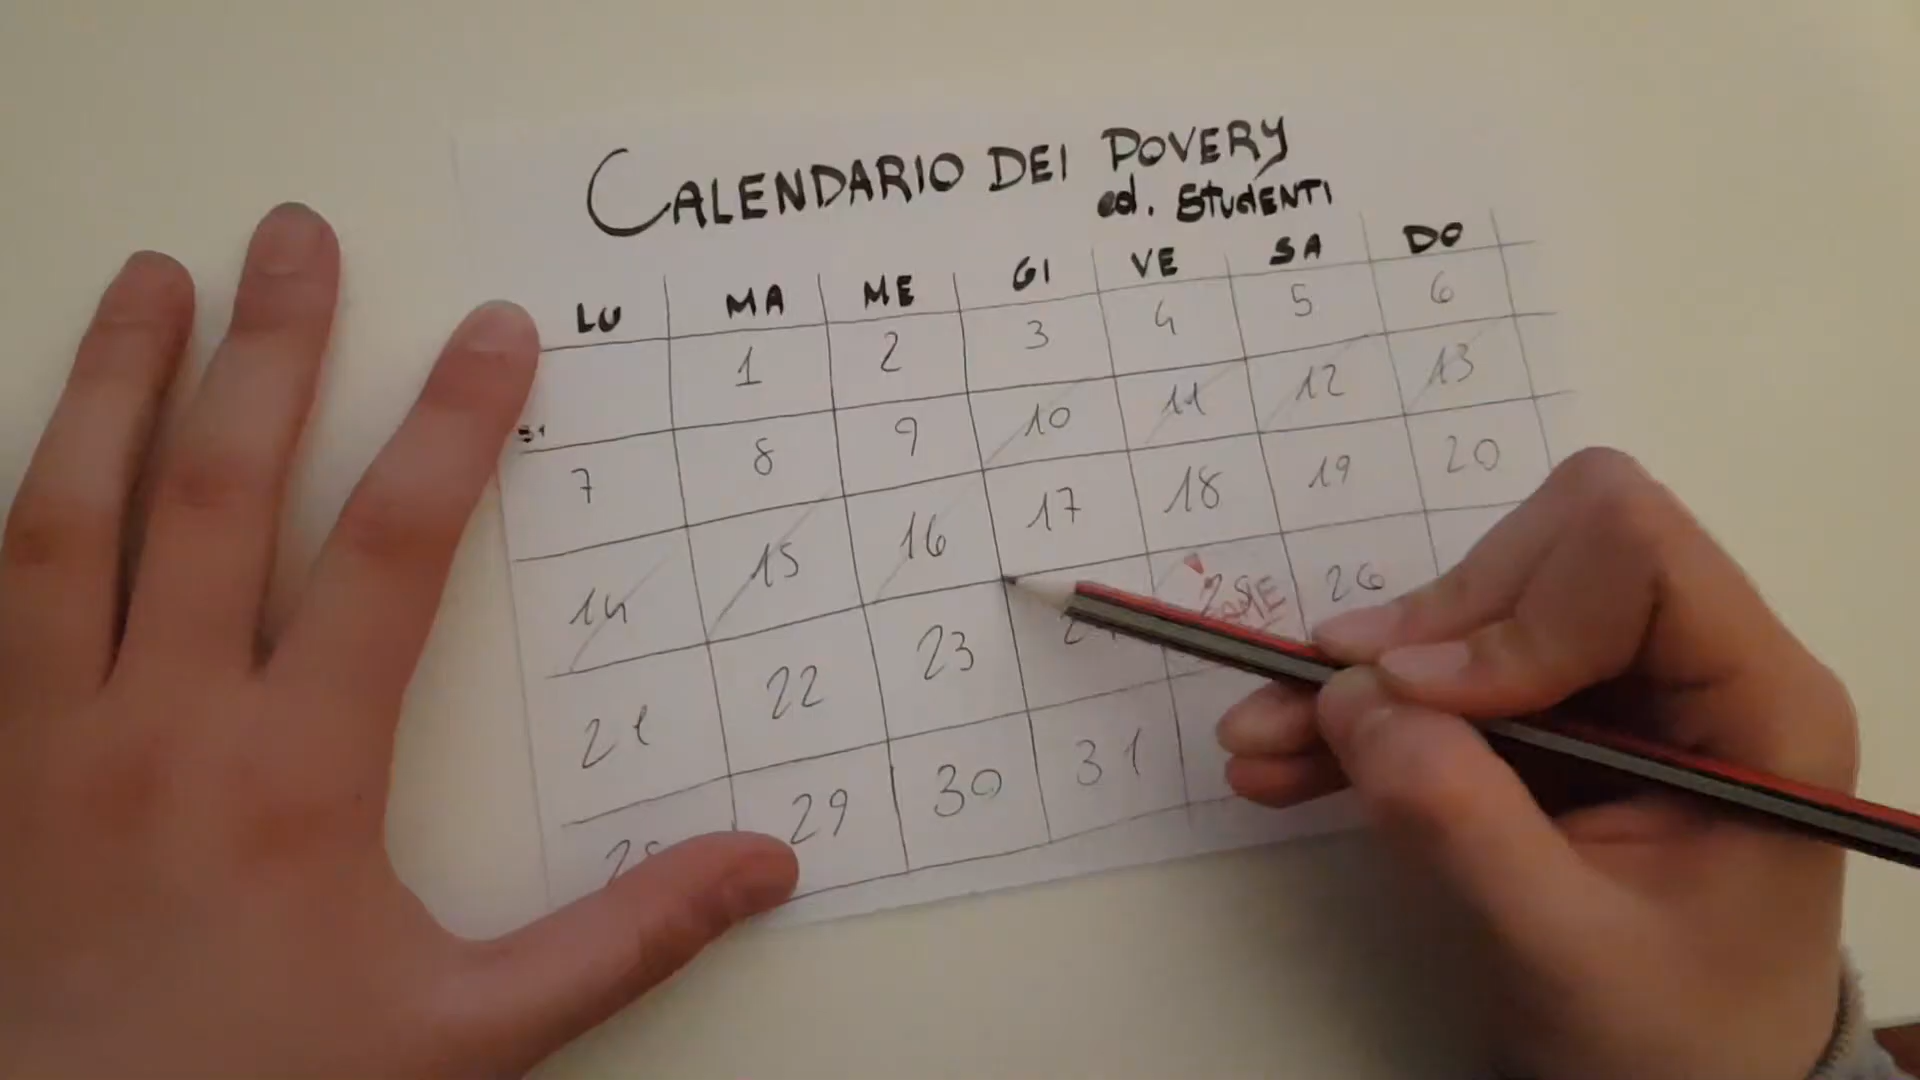 CALENDARIO DEI POVERY
ed. STUDENTI
LU MA ME GI VE SA DO
1 2 3 4 5 6
7 8 9 10 11 12 13
14 15 16 17 18 19 20
21 22 23 26
29 30 31